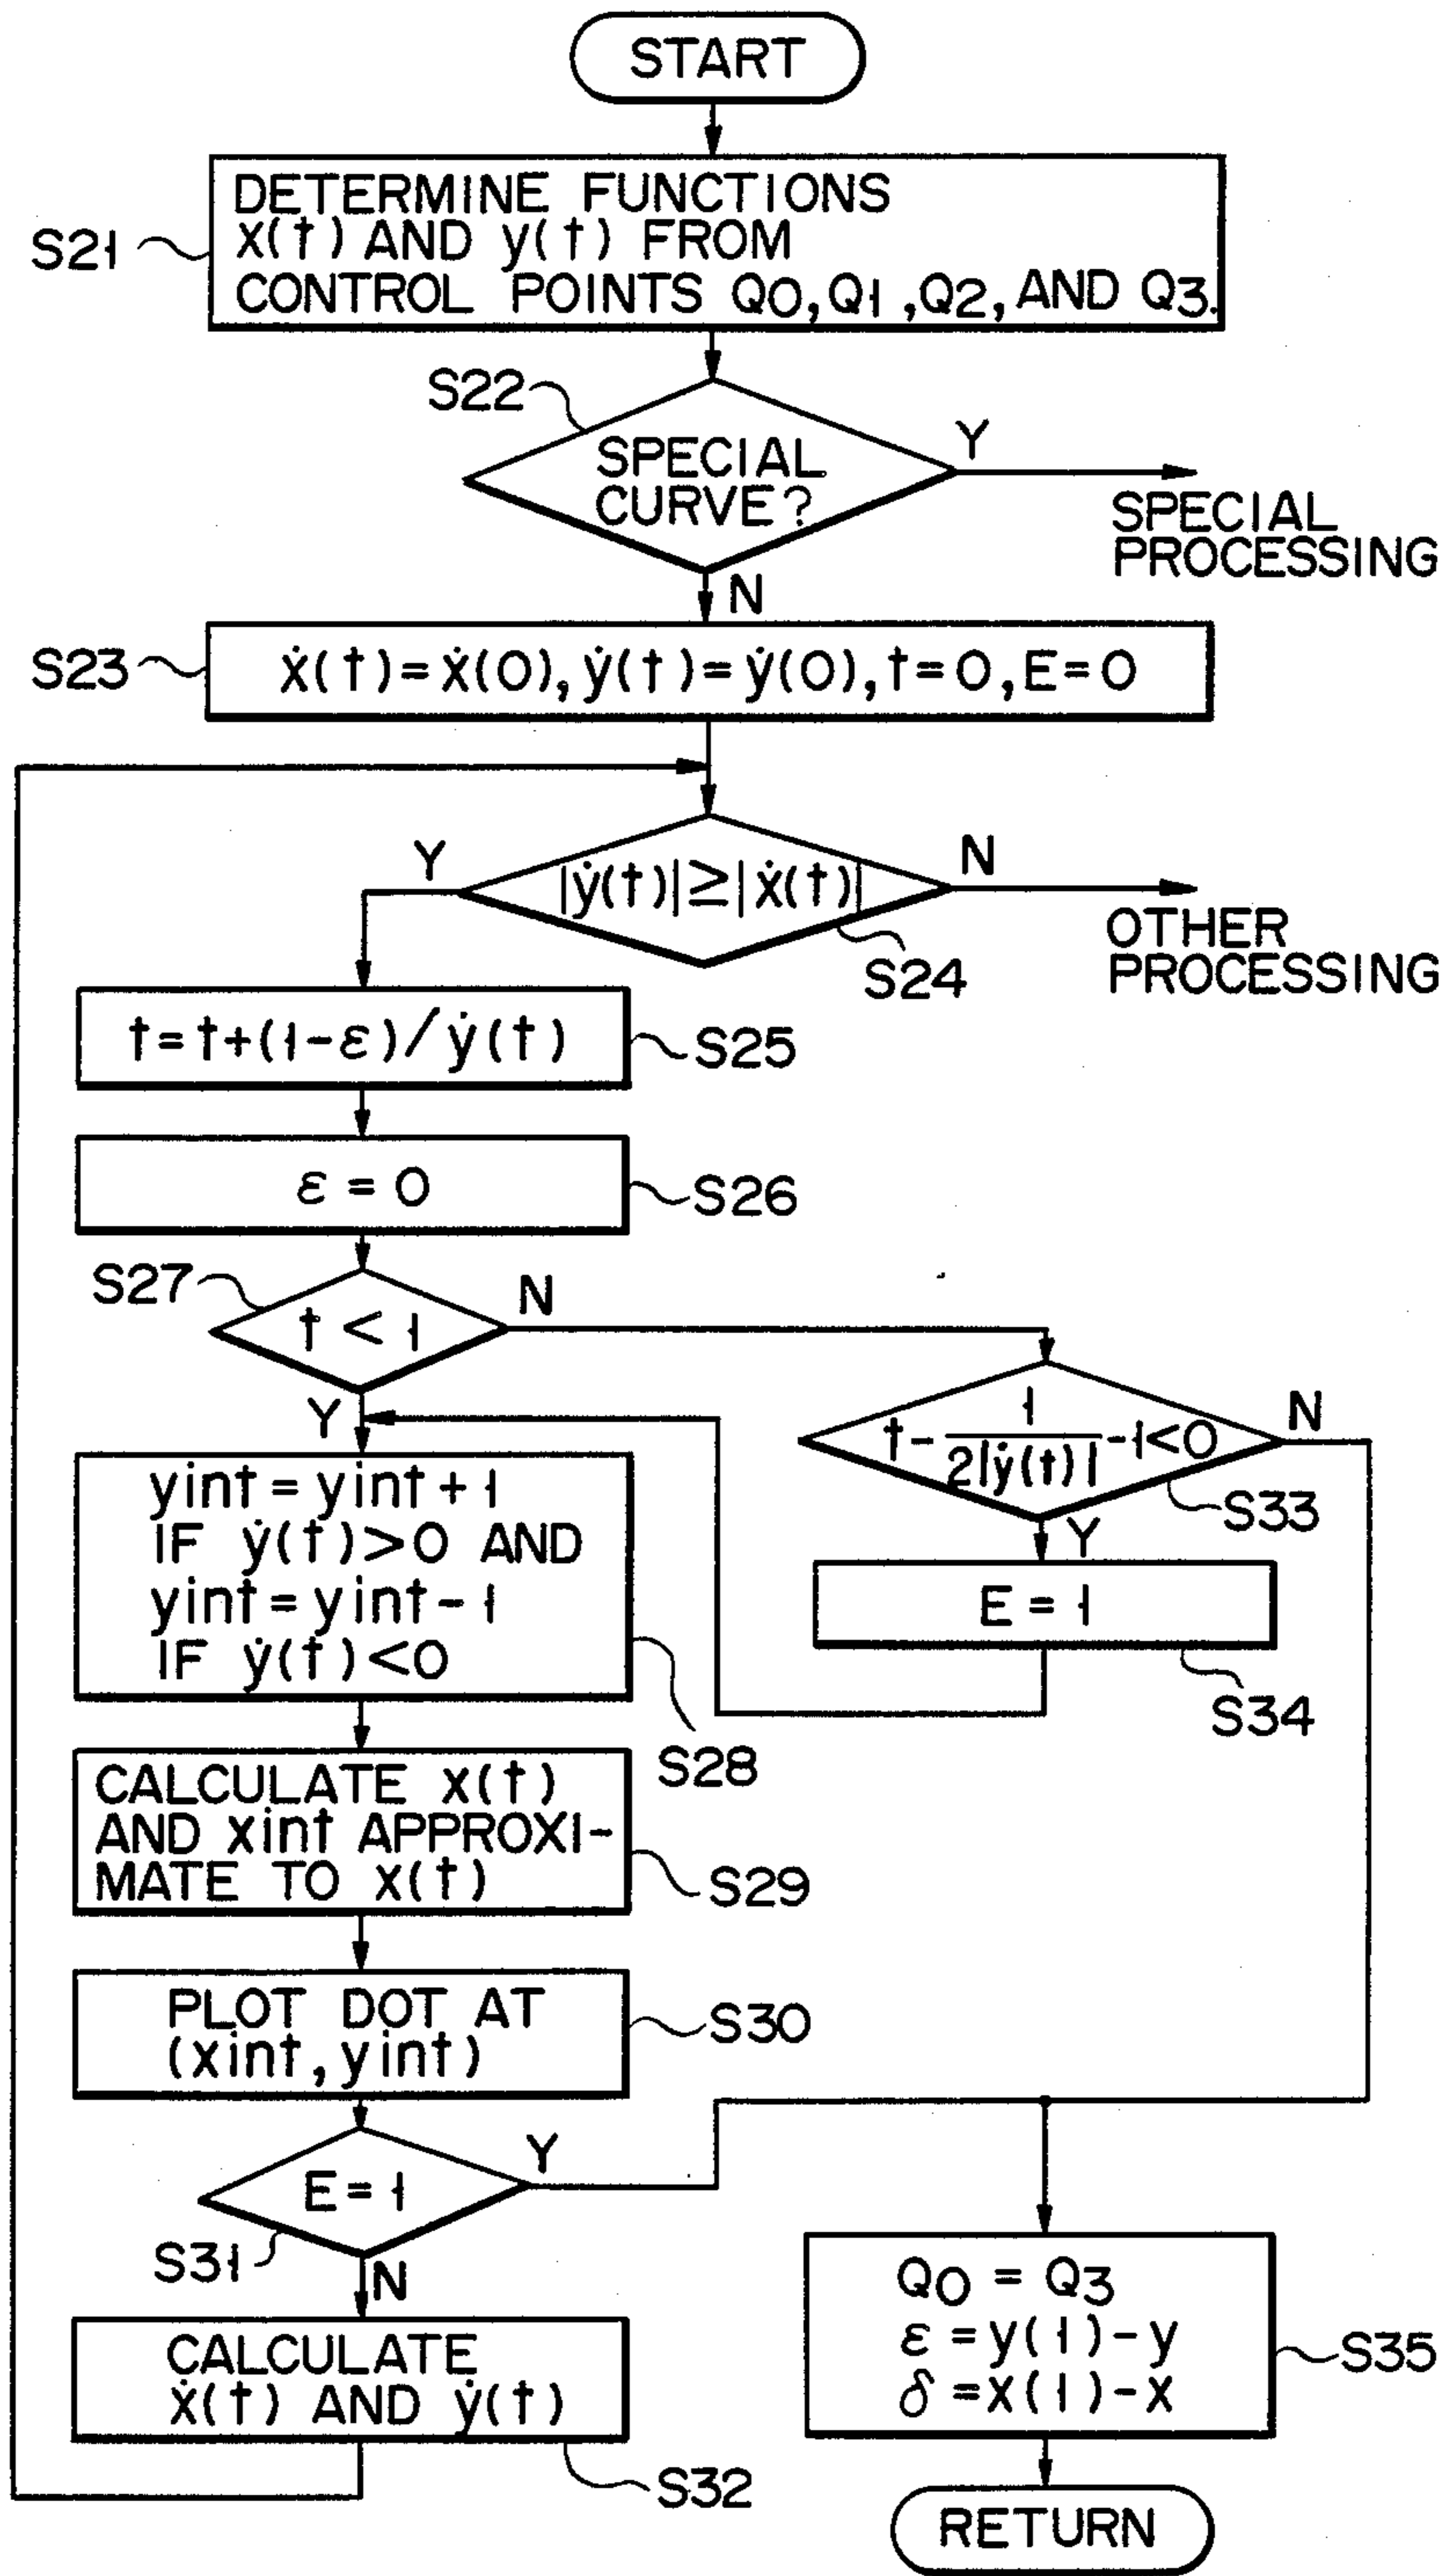 START
DETERMINE FUNCTIONS
x(t) AND y(t) FROM
CONTROL POINTS Q0, Q1 ,Q2, AND Q3.
S21
S22
SPECIAL
CURVE?
Y
SPECIAL
PROCESSING
N
S23
ẋ(t)=ẋ(0), ẏ(t)=ẏ(0), t=0, E=0
Y
|ẏ(t)|≧|ẋ(t)|
N
OTHER
PROCESSING
S24
t=t+(1-ε)/ẏ(t)
S25
ε = 0
S26
S27
t < 1
N
Y
t - 1/2|ẏ(t)| - 1<0
N
S33
Y
E = 1
S34
yint = yint + 1
IF ẏ(t)>0 AND
yint = yint - 1
IF ẏ(t)<0
S28
CALCULATE x(t)
AND xint APPROXI-
MATE TO x(t)
S29
PLOT DOT AT
(xint, yint)
S30
E = 1
Y
S31
N
CALCULATE
ẋ(t) AND ẏ(t)
S32
Q0 = Q3
ε = y(1)-y
δ = x(1)-x
S35
RETURN